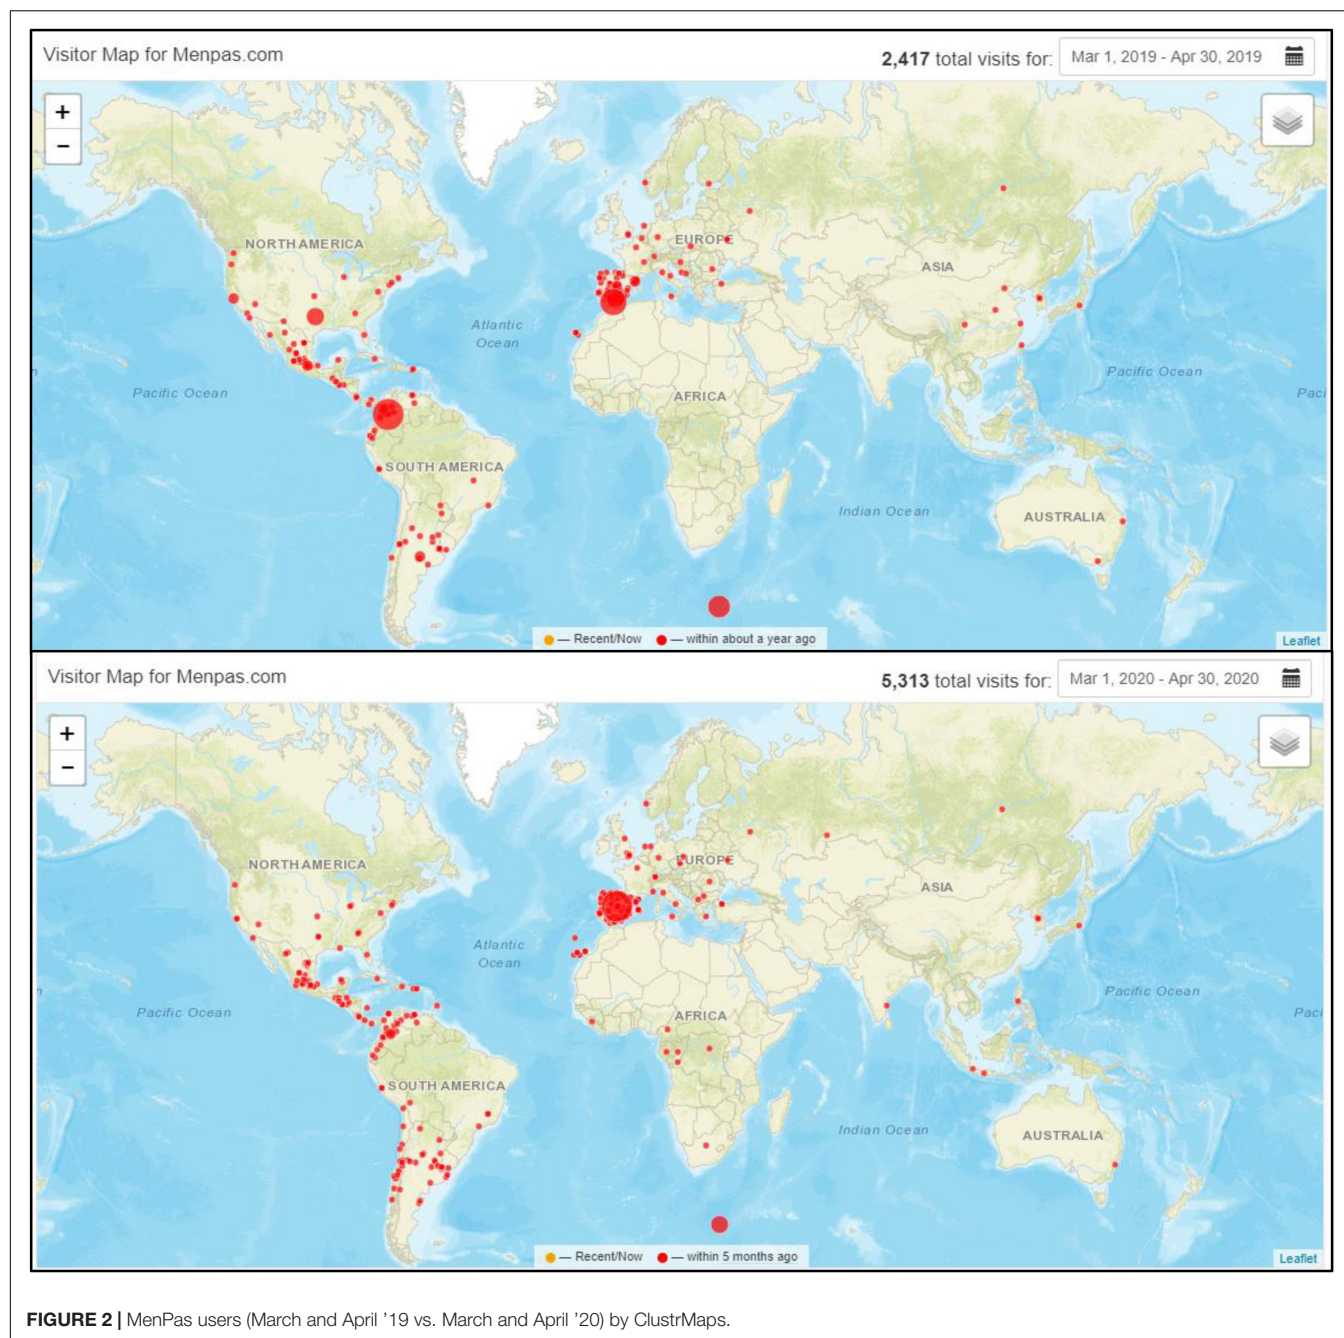 Visitor Map for Menpas.com
2,417 total visits for: Mar 1, 2019 - Apr 30, 2019
+
−
NORTH AMERICA
EUROPE
ASIA
Atlantic
Ocean
Pacific Ocean
Pacific Ocean
Paci
AFRICA
SOUTH AMERICA
Indian Ocean
AUSTRALIA
— Recent/Now — within about a year ago
Leaflet
Visitor Map for Menpas.com
5,313 total visits for: Mar 1, 2020 - Apr 30, 2020
+
−
NORTH AMERICA
EUROPE
ASIA
Atlantic
Ocean
Pacific Ocean
Pacific Ocean
Paci
AFRICA
SOUTH AMERICA
Indian Ocean
AUSTRALIA
— Recent/Now — within 5 months ago
Leaflet
FIGURE 2 | MenPas users (March and April ’19 vs. March and April ’20) by ClustrMaps.